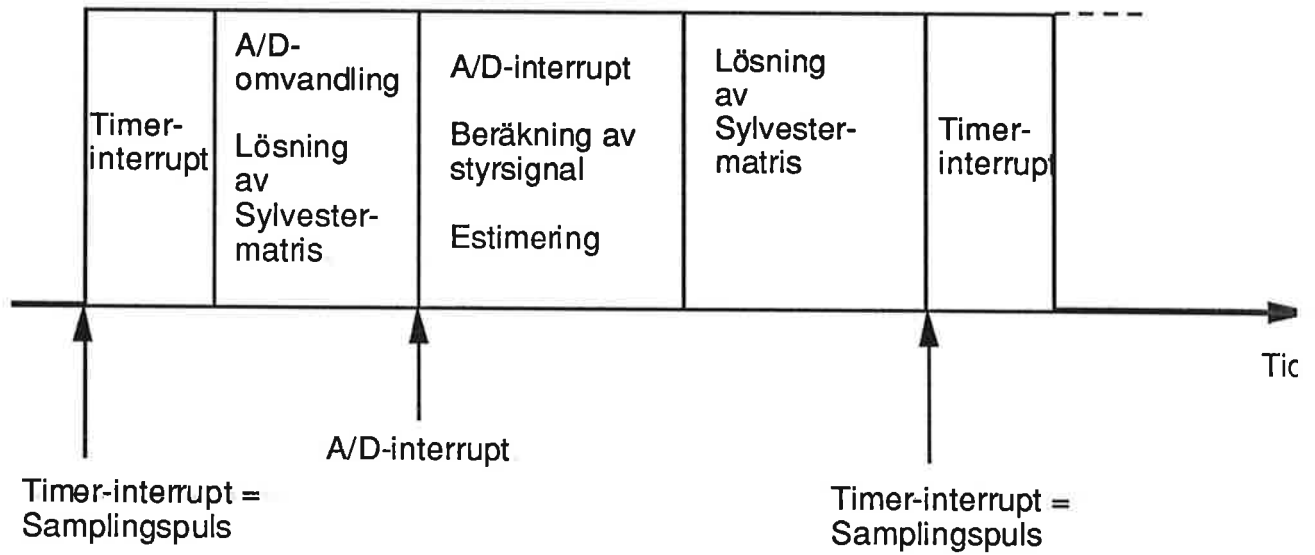 Timer-
interrupt
A/D-
omvandling
Lösning
av
Sylvester-
matris
A/D-interrupt
Beräkning av
styrsignal
Estimering
Lösning
av
Sylvester-
matris
Timer-
interrupt
A/D-interrupt
Timer-interrupt =
Samplingspuls
Timer-interrupt =
Samplingspuls